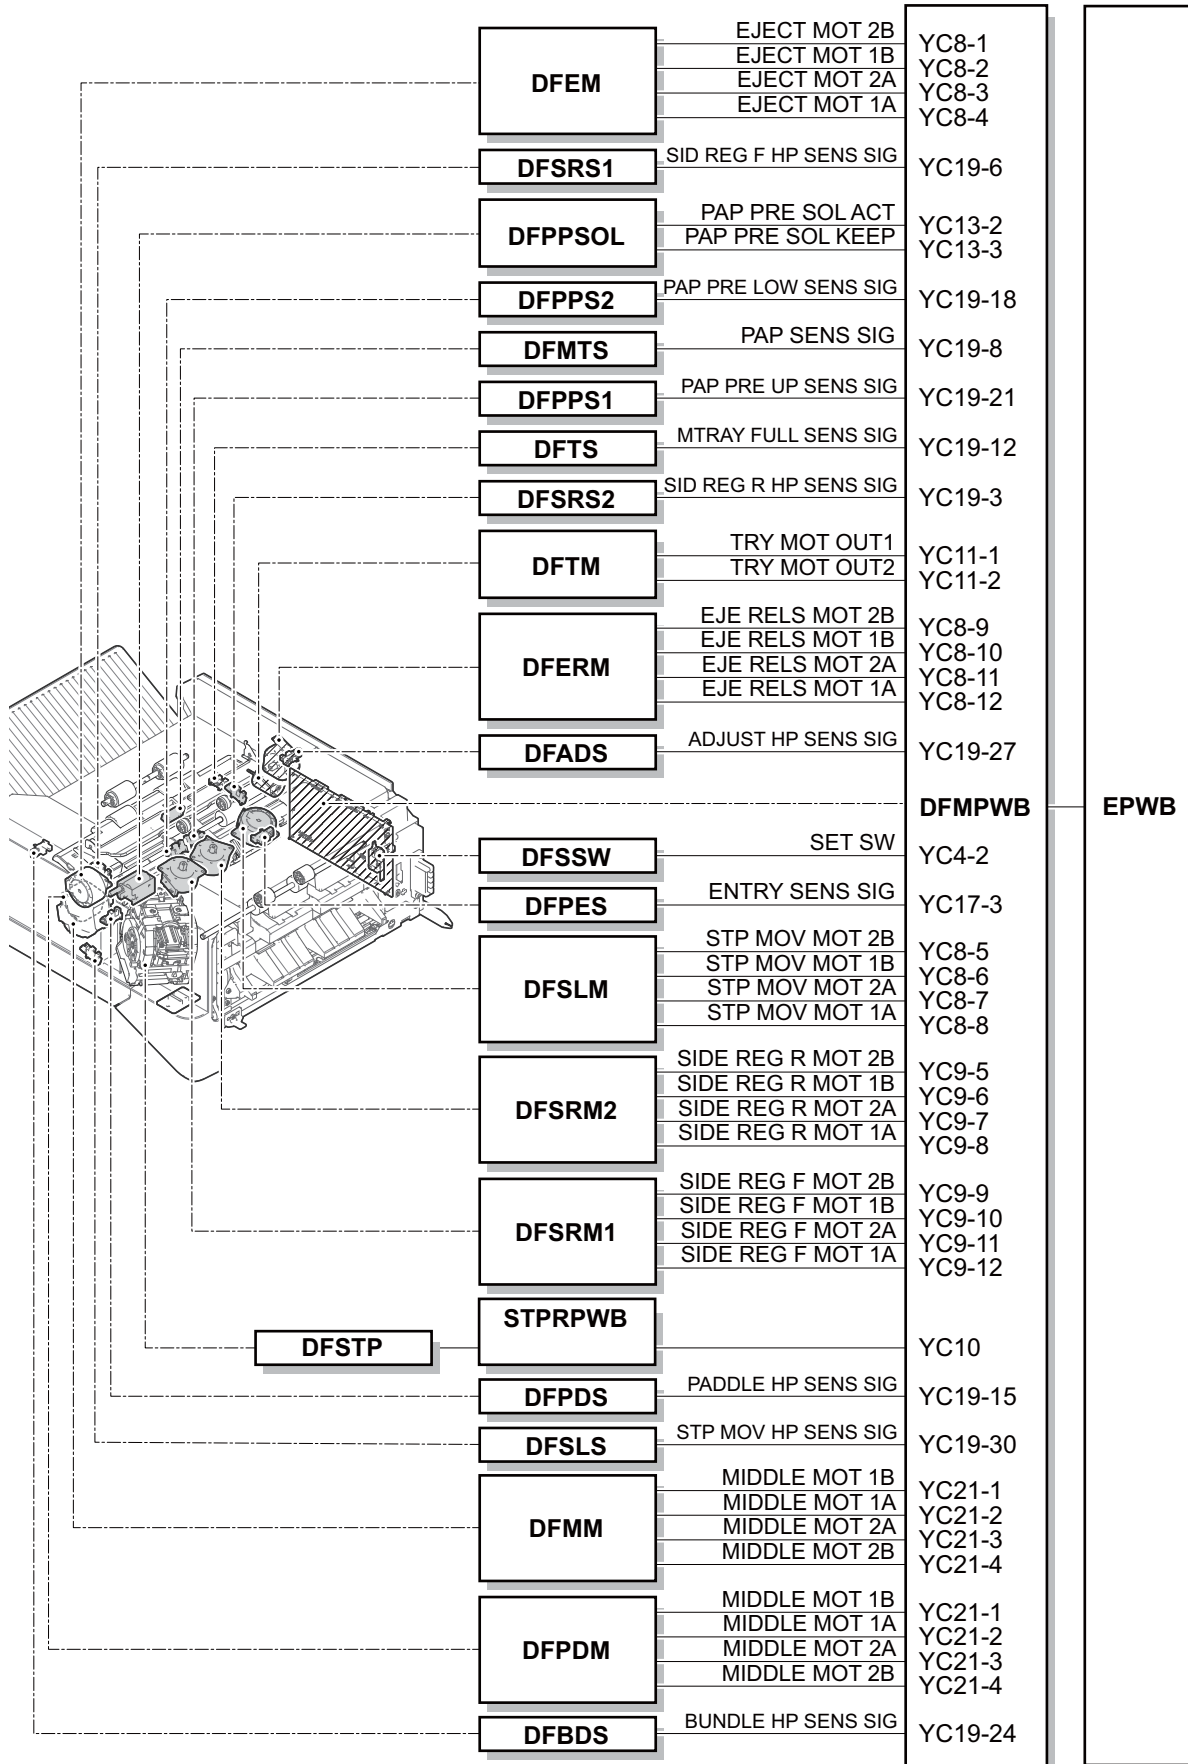 EJECT MOT 2B
YC8-1
EJECT MOT 1B
YC8-2
DFEM
EJECT MOT 2A
YC8-3
EJECT MOT 1A
YC8-4
DFSRS1
SID REG F HP SENS SIG
YC19-6
PAP PRE SOL ACT
YC13-2
DFPPSOL
PAP PRE SOL KEEP
YC13-3
DFPPS2
PAP PRE LOW SENS SIG
YC19-18
DFMTS
PAP SENS SIG
YC19-8
DFPPS1
PAP PRE UP SENS SIG
YC19-21
DFTS
MTRAY FULL SENS SIG
YC19-12
DFSRS2
SID REG R HP SENS SIG
YC19-3
TRY MOT OUT1
YC11-1
DFTM
TRY MOT OUT2
YC11-2
EJE RELS MOT 2B
YC8-9
EJE RELS MOT 1B
YC8-10
DFERM
EJE RELS MOT 2A
YC8-11
EJE RELS MOT 1A
YC8-12
DFADS
ADJUST HP SENS SIG
YC19-27
DFMPWB
EPWB
DFSSW
SET SW
YC4-2
DFPES
ENTRY SENS SIG
YC17-3
STP MOV MOT 2B
YC8-5
STP MOV MOT 1B
YC8-6
DFSLM
STP MOV MOT 2A
YC8-7
STP MOV MOT 1A
YC8-8
SIDE REG R MOT 2B
YC9-5
SIDE REG R MOT 1B
YC9-6
DFSRM2
SIDE REG R MOT 2A
YC9-7
SIDE REG R MOT 1A
YC9-8
SIDE REG F MOT 2B
YC9-9
SIDE REG F MOT 1B
YC9-10
DFSRM1
SIDE REG F MOT 2A
YC9-11
SIDE REG F MOT 1A
YC9-12
STPRPWB
DFSTP
YC10
DFPDS
PADDLE HP SENS SIG
YC19-15
DFSLS
STP MOV HP SENS SIG
YC19-30
MIDDLE MOT 1B
YC21-1
MIDDLE MOT 1A
YC21-2
DFMM
MIDDLE MOT 2A
YC21-3
MIDDLE MOT 2B
YC21-4
MIDDLE MOT 1B
YC21-1
MIDDLE MOT 1A
YC21-2
DFPDM
MIDDLE MOT 2A
YC21-3
MIDDLE MOT 2B
YC21-4
DFBDS
BUNDLE HP SENS SIG
YC19-24